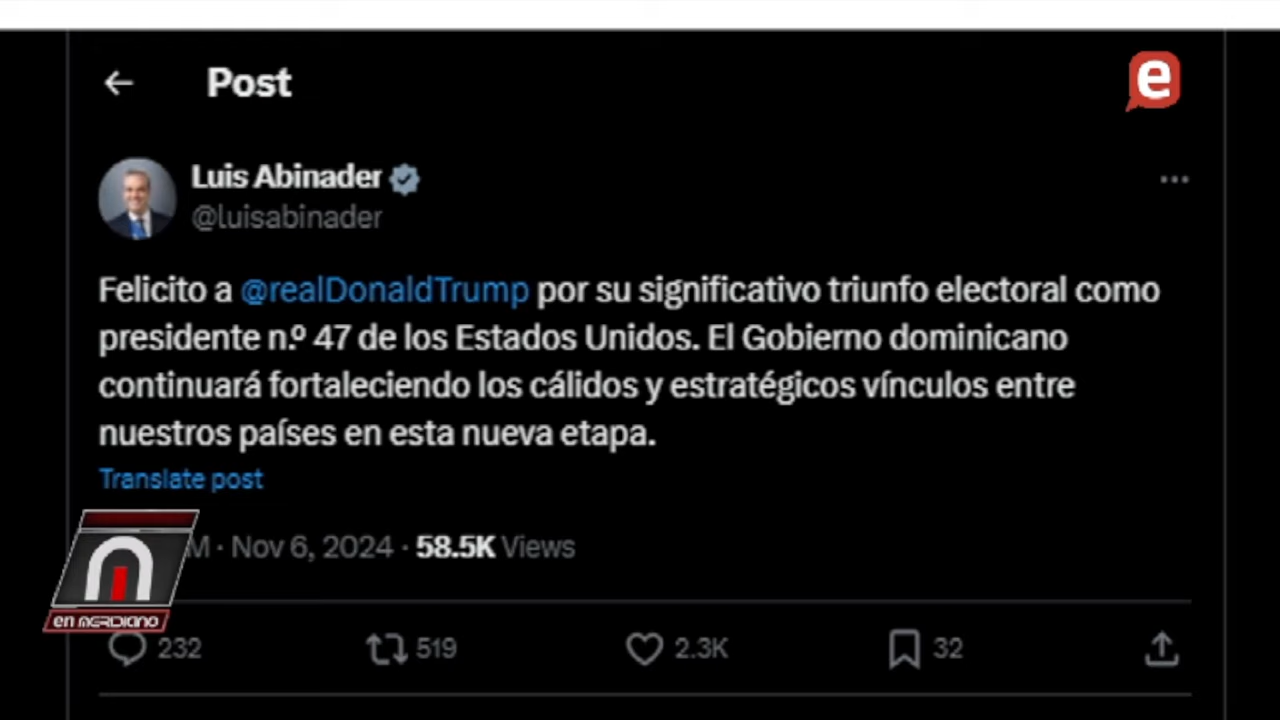 Post
e
Luis Abinader
@luisabinader
Felicito a @realDonaldTrump por su significativo triunfo electoral como
presidente n.º 47 de los Estados Unidos. El Gobierno dominicano
continuará fortaleciendo los cálidos y estratégicos vínculos entre
nuestros países en esta nueva etapa.
Translate post
M · Nov 6, 2024 · 58.5K Views
en MERIDIANO
232 519 2.3K 32